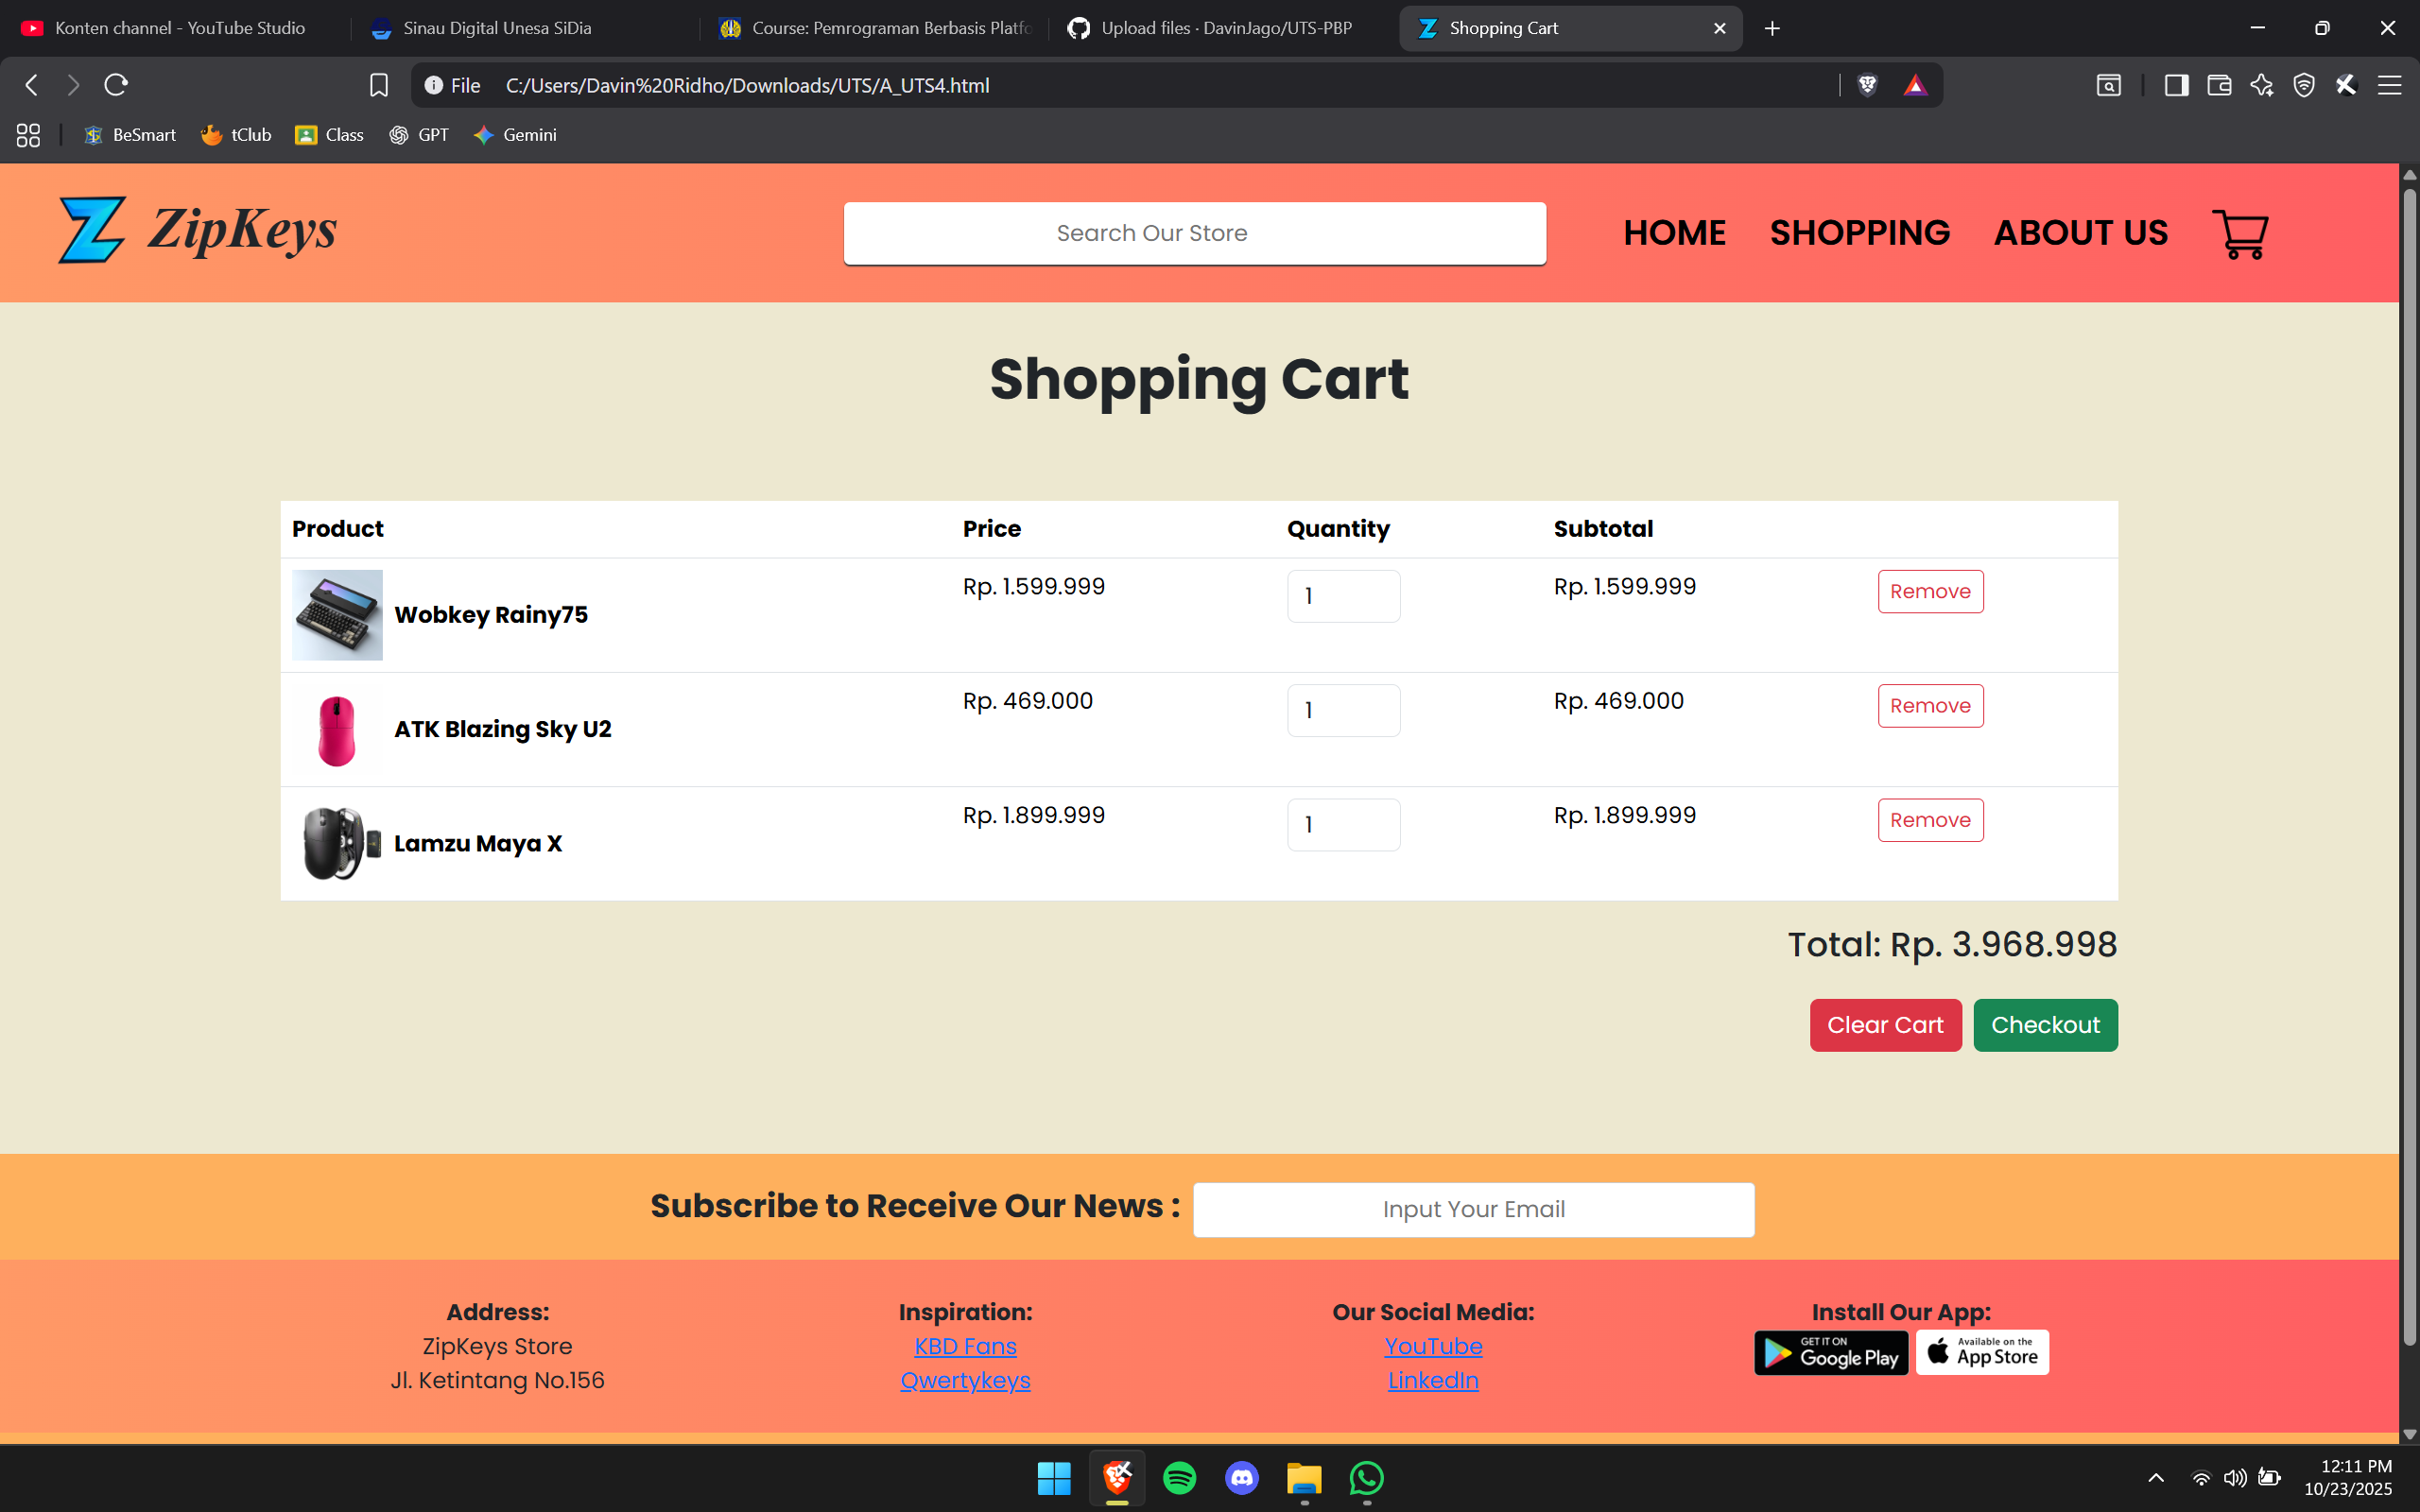 Konten channel - YouTube Studio
Sinau Digital Unesa SiDia
Course: Pemrograman Berbasis Platfo
Upload files · DavinJago/UTS-PBP
Shopping Cart
File C:/Users/Davin%20Ridho/Downloads/UTS/A_UTS4.html
BeSmart tClub Class GPT Gemini
ZipKeys
Search Our Store
HOME SHOPPING ABOUT US
Shopping Cart
Product Price Quantity Subtotal
Wobkey Rainy75 Rp. 1.599.999 1 Rp. 1.599.999 Remove
ATK Blazing Sky U2 Rp. 469.000 1 Rp. 469.000 Remove
Lamzu Maya X Rp. 1.899.999 1 Rp. 1.899.999 Remove
Total: Rp. 3.968.998
Clear Cart Checkout
Subscribe to Receive Our News : Input Your Email
Address:
ZipKeys Store
Jl. Ketintang No.156
Inspiration:
KBD Fans
Qwertykeys
Our Social Media:
YouTube
LinkedIn
Install Our App:
GET IT ON
Google Play
Available on the
App Store
12:11 PM
10/23/2025